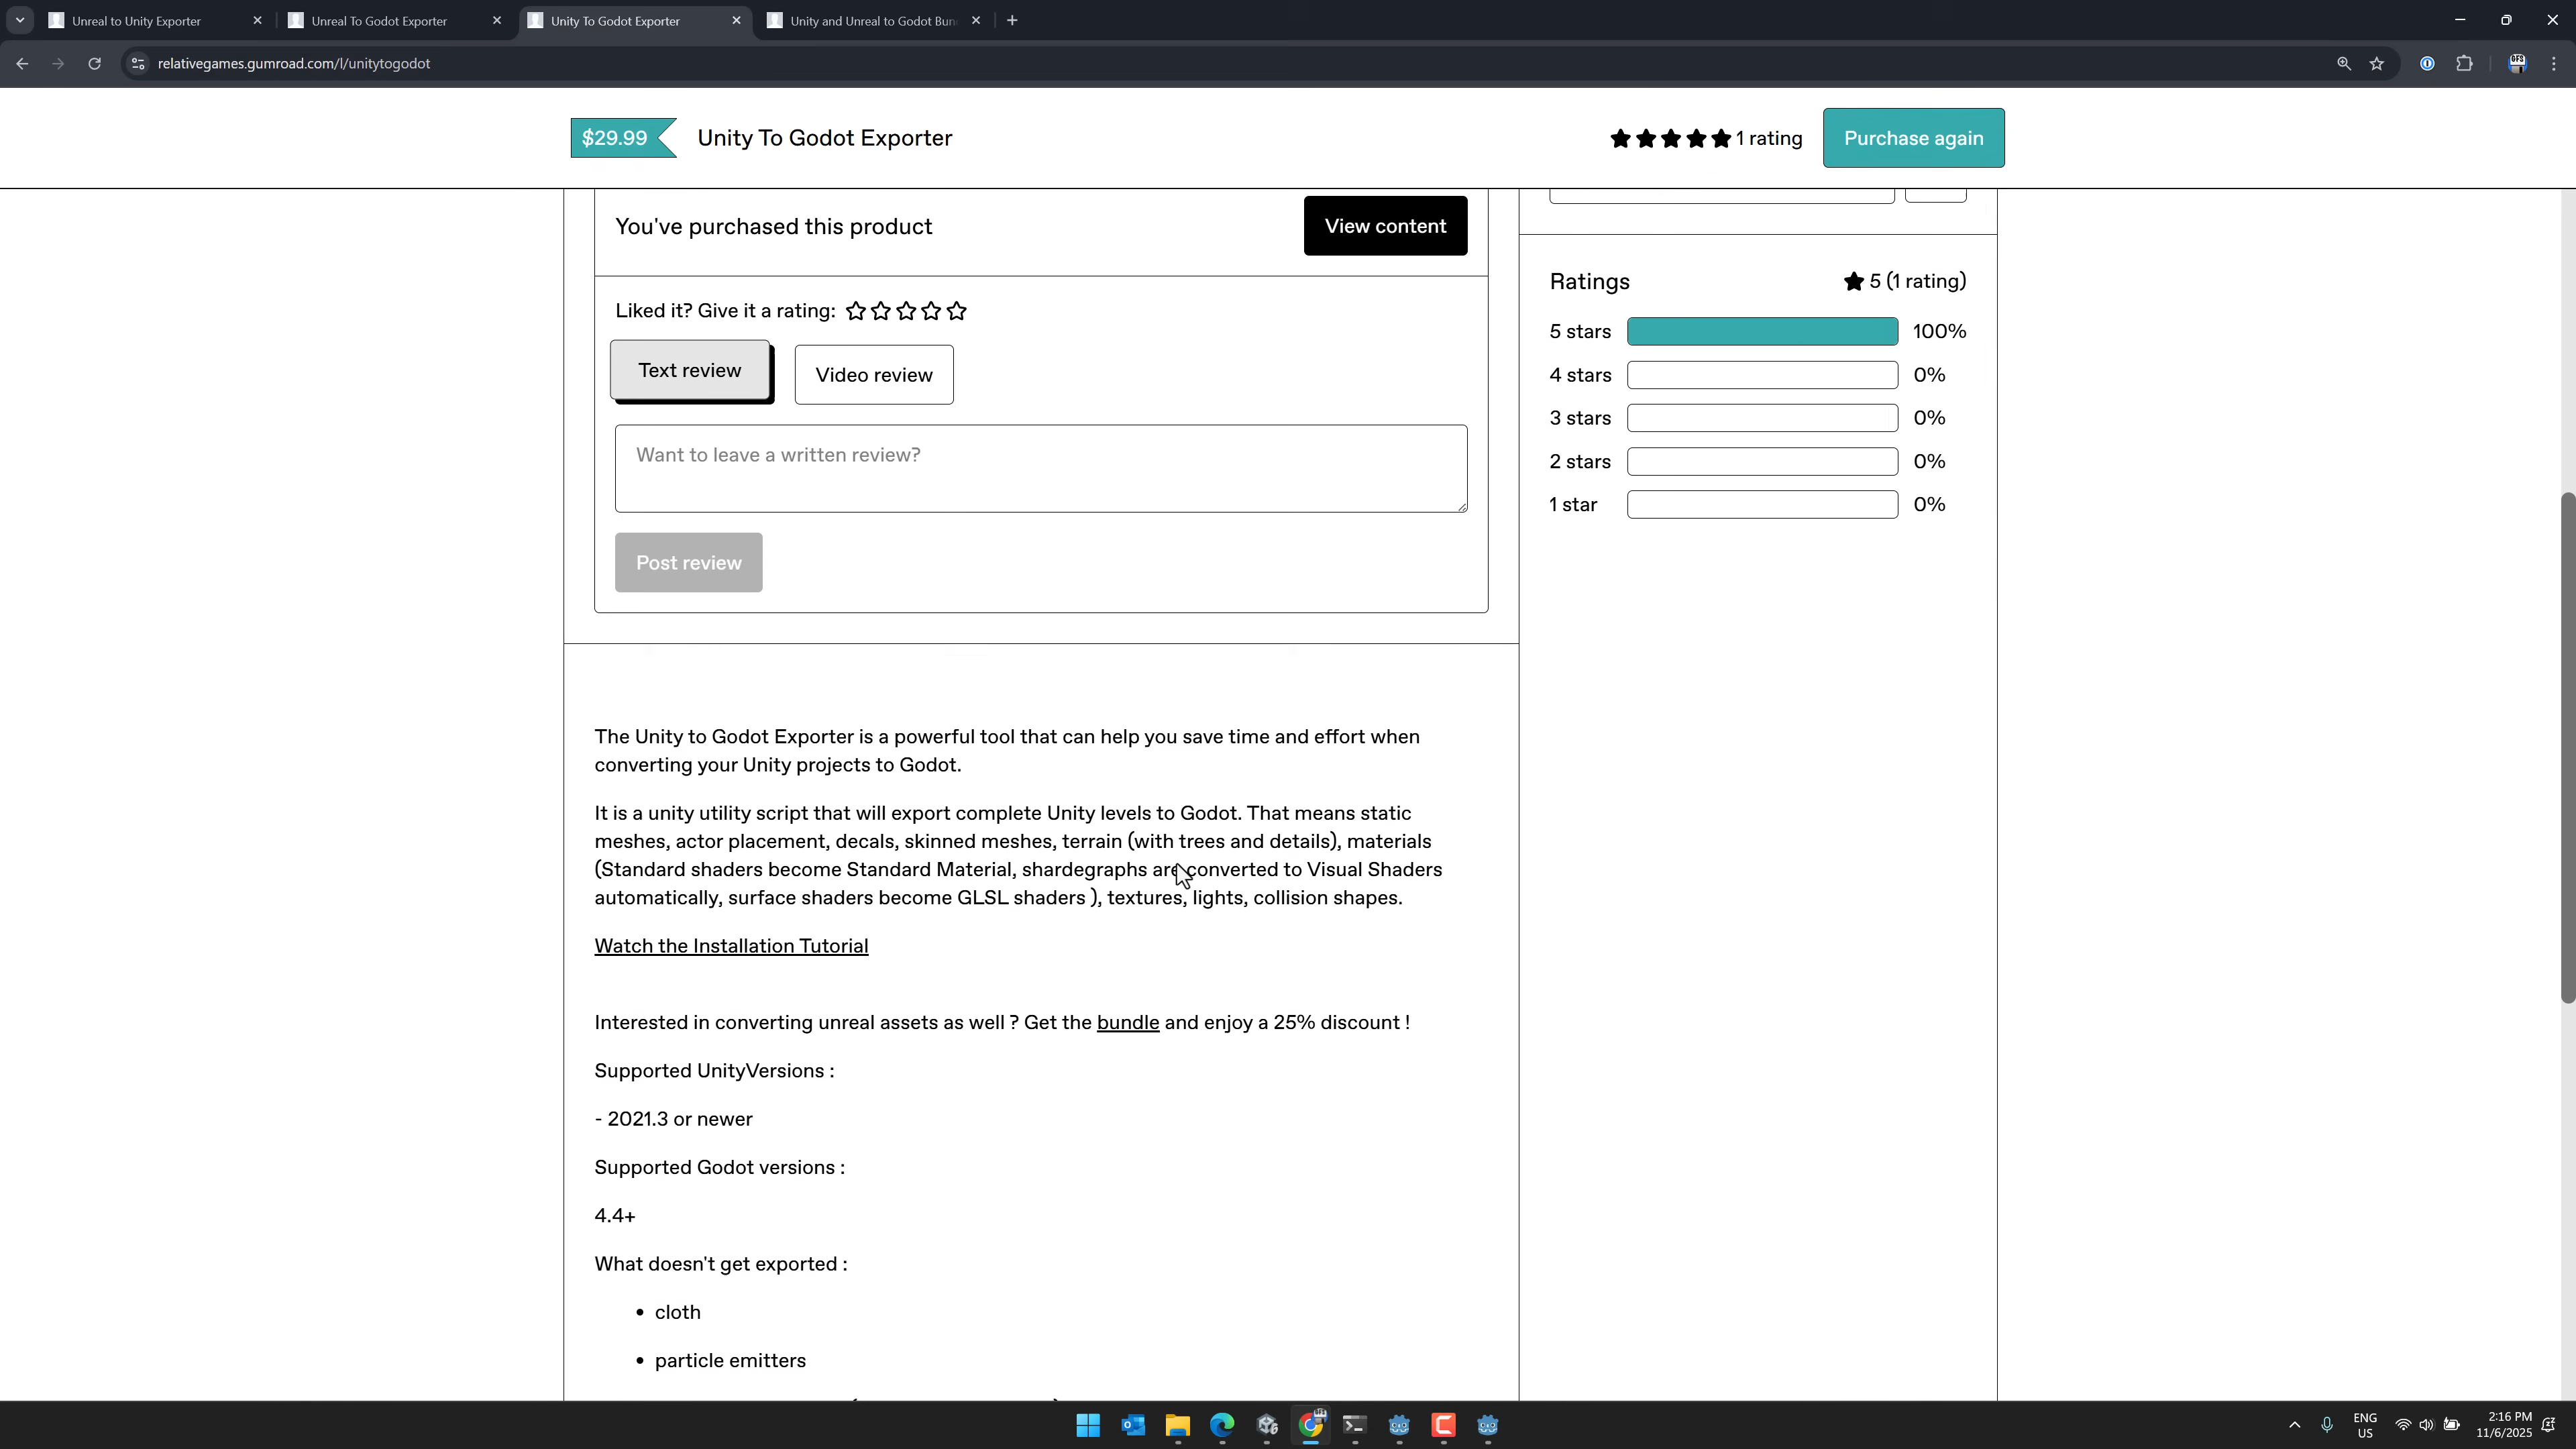 Unreal to Unity Exporter
Unreal To Godot Exporter
Unity To Godot Exporter
Unity and Unreal to Godot Bun
relativegames.gumroad.com/l/unitytogodot
$29.99
Unity To Godot Exporter
1 rating
Purchase again
You've purchased this product
View content
Liked it? Give it a rating:
Text review
Video review
Want to leave a written review?
Post review
Ratings
5 (1 rating)
5 stars 100%
4 stars 0%
3 stars 0%
2 stars 0%
1 star 0%
The Unity to Godot Exporter is a powerful tool that can help you save time and effort when
converting your Unity projects to Godot.
It is a unity utility script that will export complete Unity levels to Godot. That means static
meshes, actor placement, decals, skinned meshes, terrain (with trees and details), materials
(Standard shaders become Standard Material, shardegraphs are converted to Visual Shaders
automatically, surface shaders become GLSL shaders ), textures, lights, collision shapes.
Watch the Installation Tutorial
Interested in converting unreal assets as well ? Get the bundle and enjoy a 25% discount !
Supported UnityVersions :
- 2021.3 or newer
Supported Godot versions :
4.4+
What doesn't get exported :
• cloth
• particle emitters
ENG
US
2:16 PM
11/6/2025